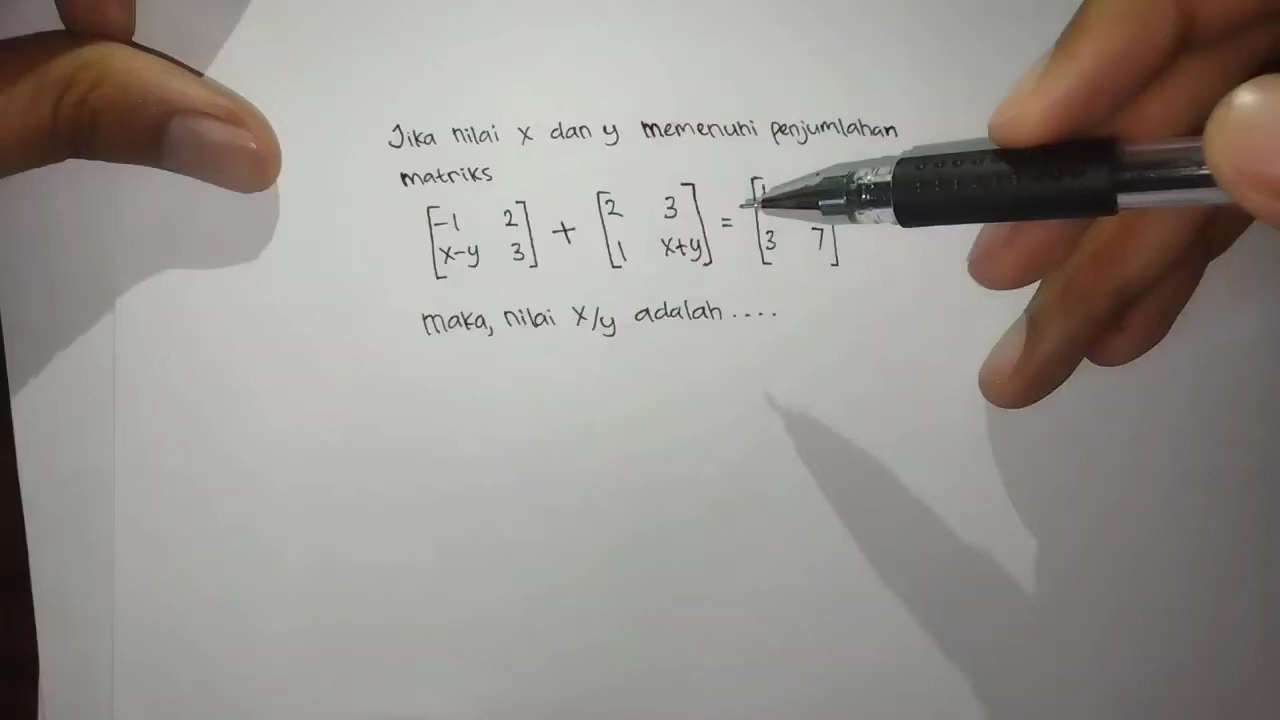 Jika nilai x dan y memenuhi penjumlahan
matriks
[-1 2] + [2 3] = [
[x-y 3] [1 x+y] [3 7]
maka, nilai x/y adalah ....